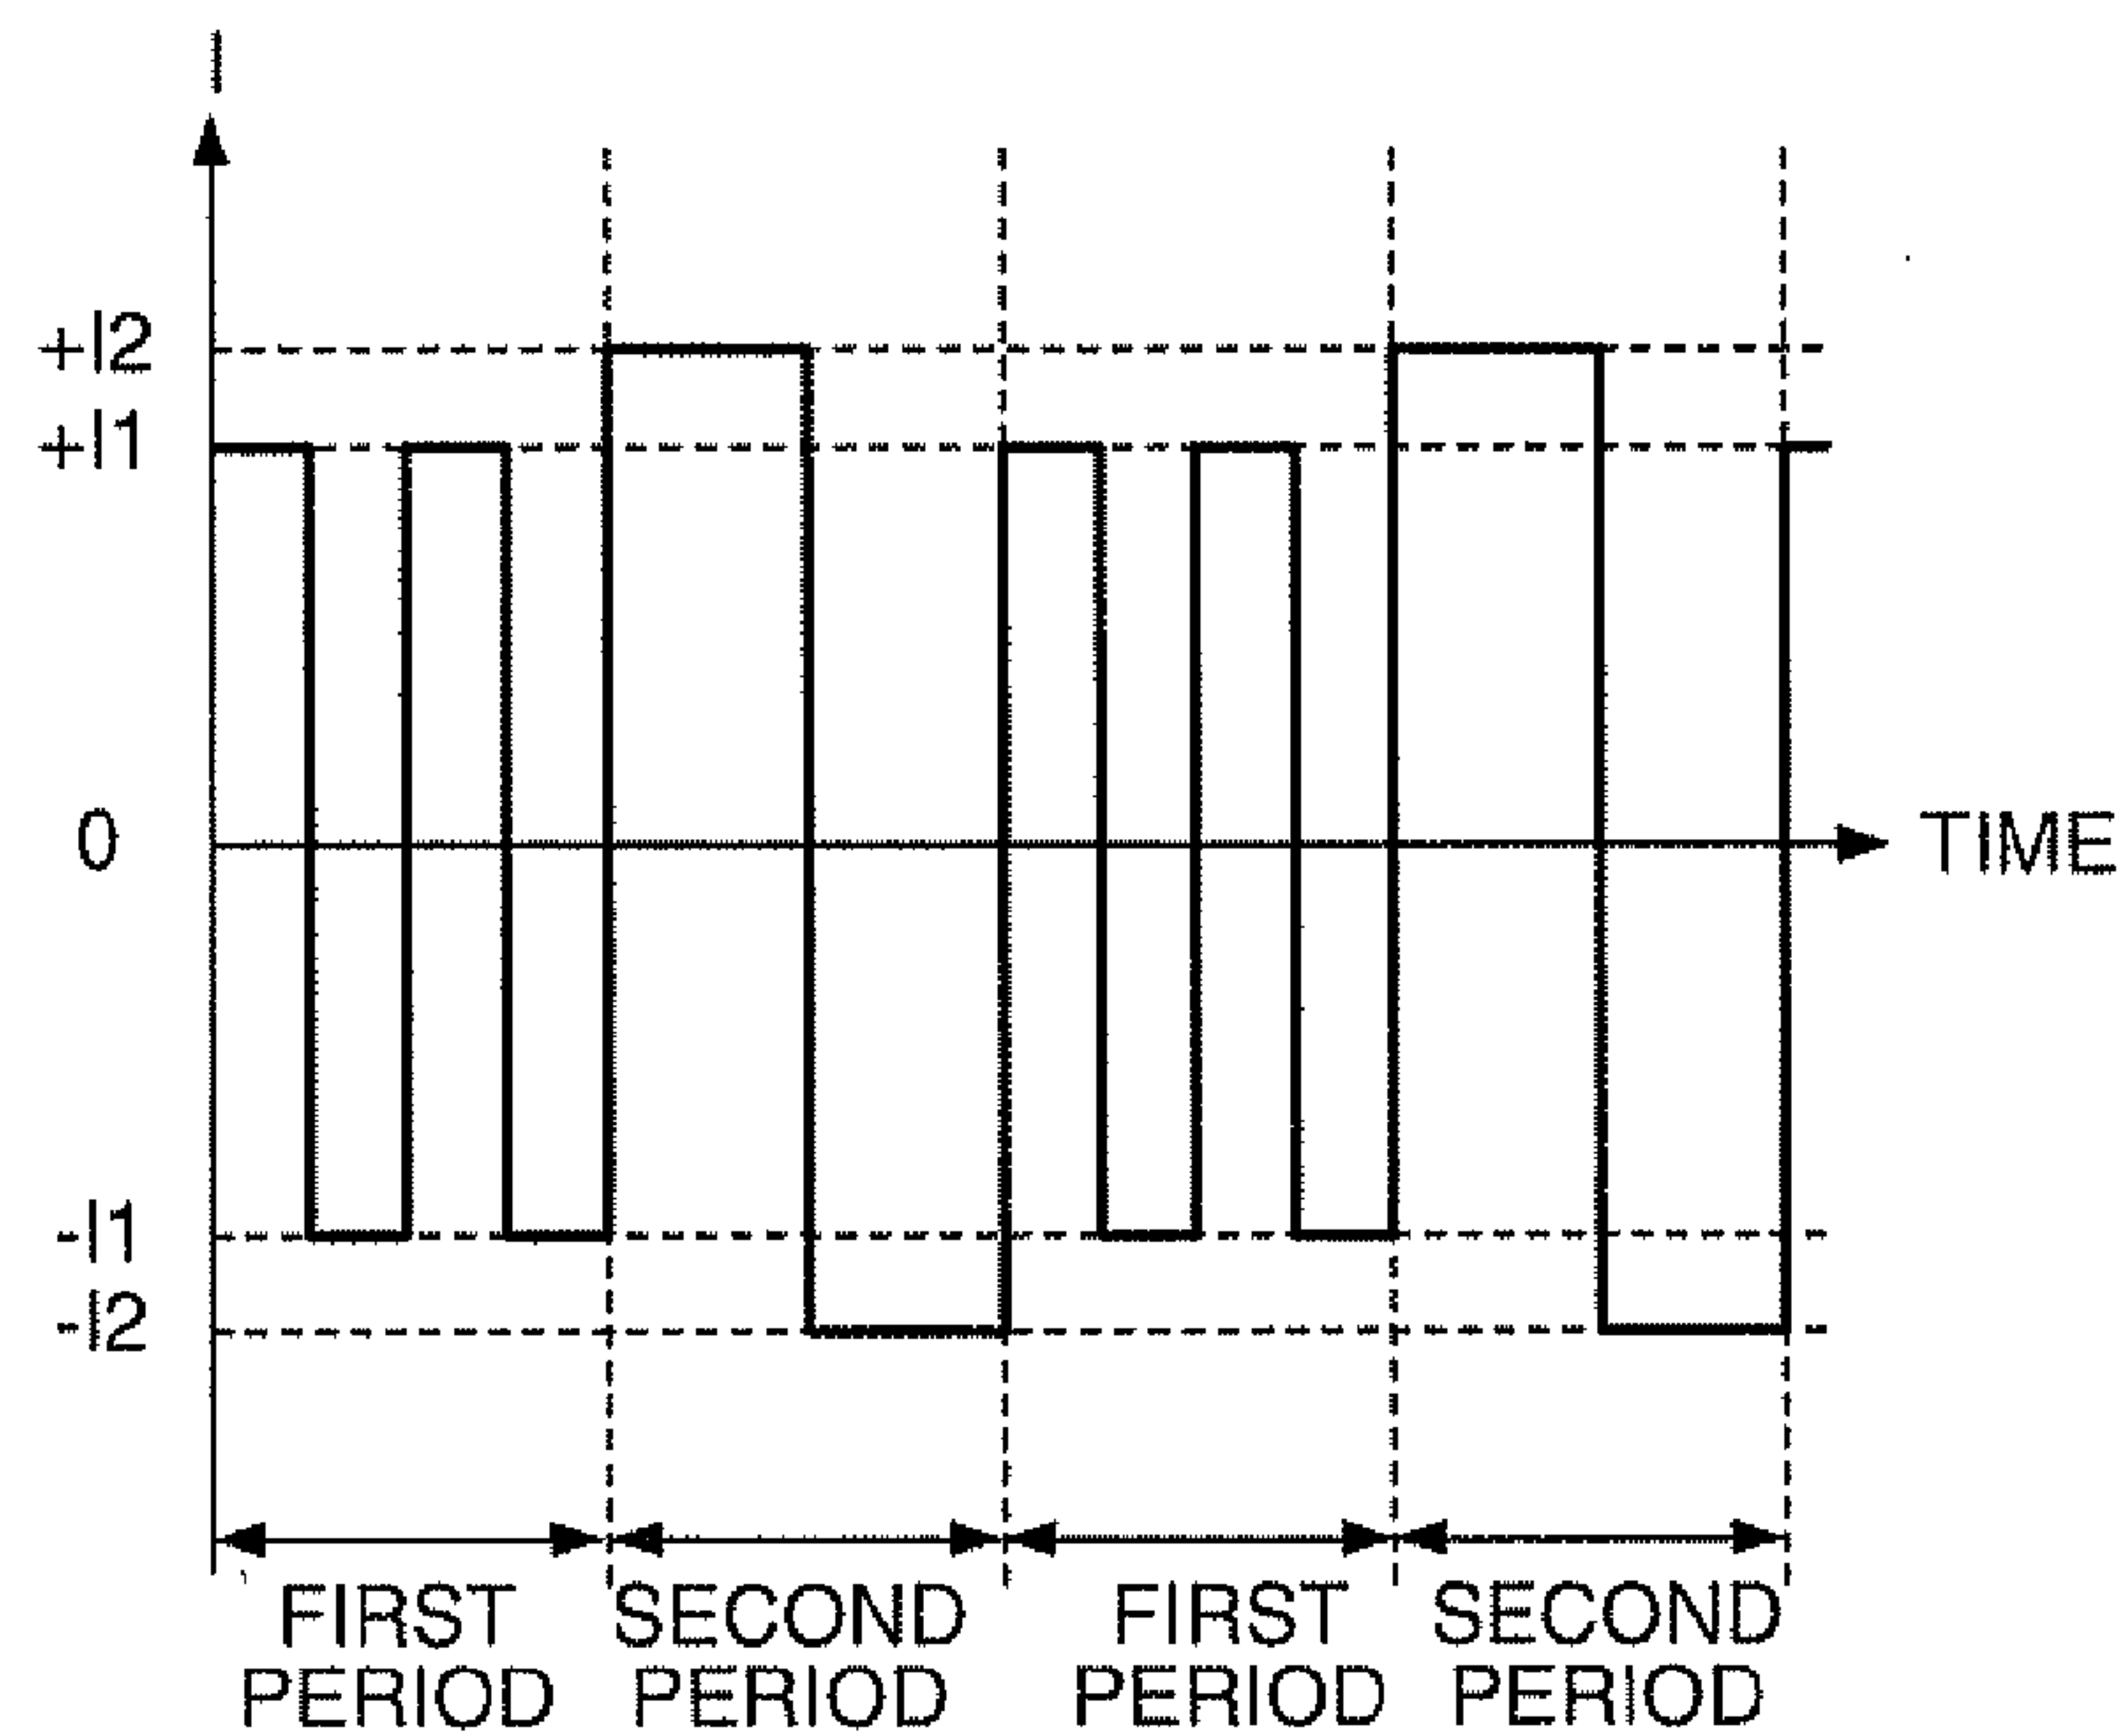 I
+I2
+I1
0
TIME
-I1
-I2
FIRST PERIOD
SECOND PERIOD
FIRST PERIOD
SECOND PERIOD